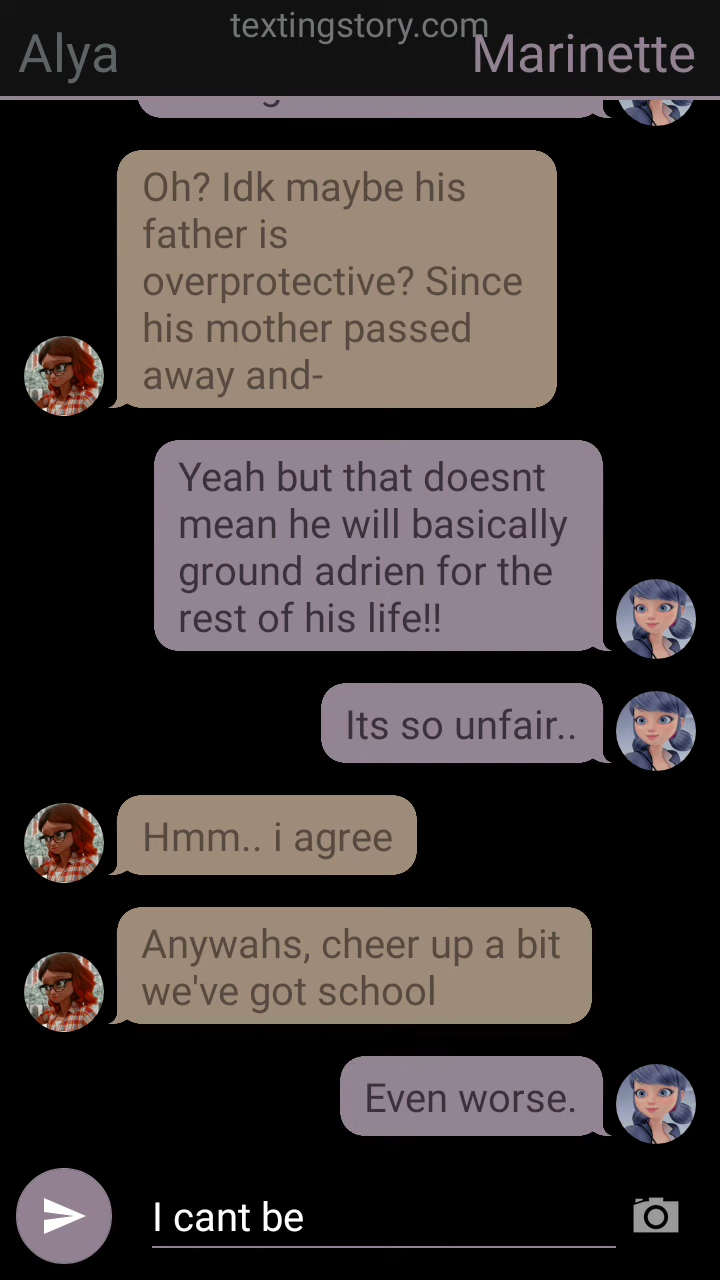 textingstory.com
Alya
Marinette
Oh? Idk maybe his
father is
overprotective? Since
his mother passed
away and-
Yeah but that doesnt
mean he will basically
ground adrien for the
rest of his life!!
Its so unfair..
Hmm.. i agree
Anywahs, cheer up a bit
we've got school
Even worse.
I cant be